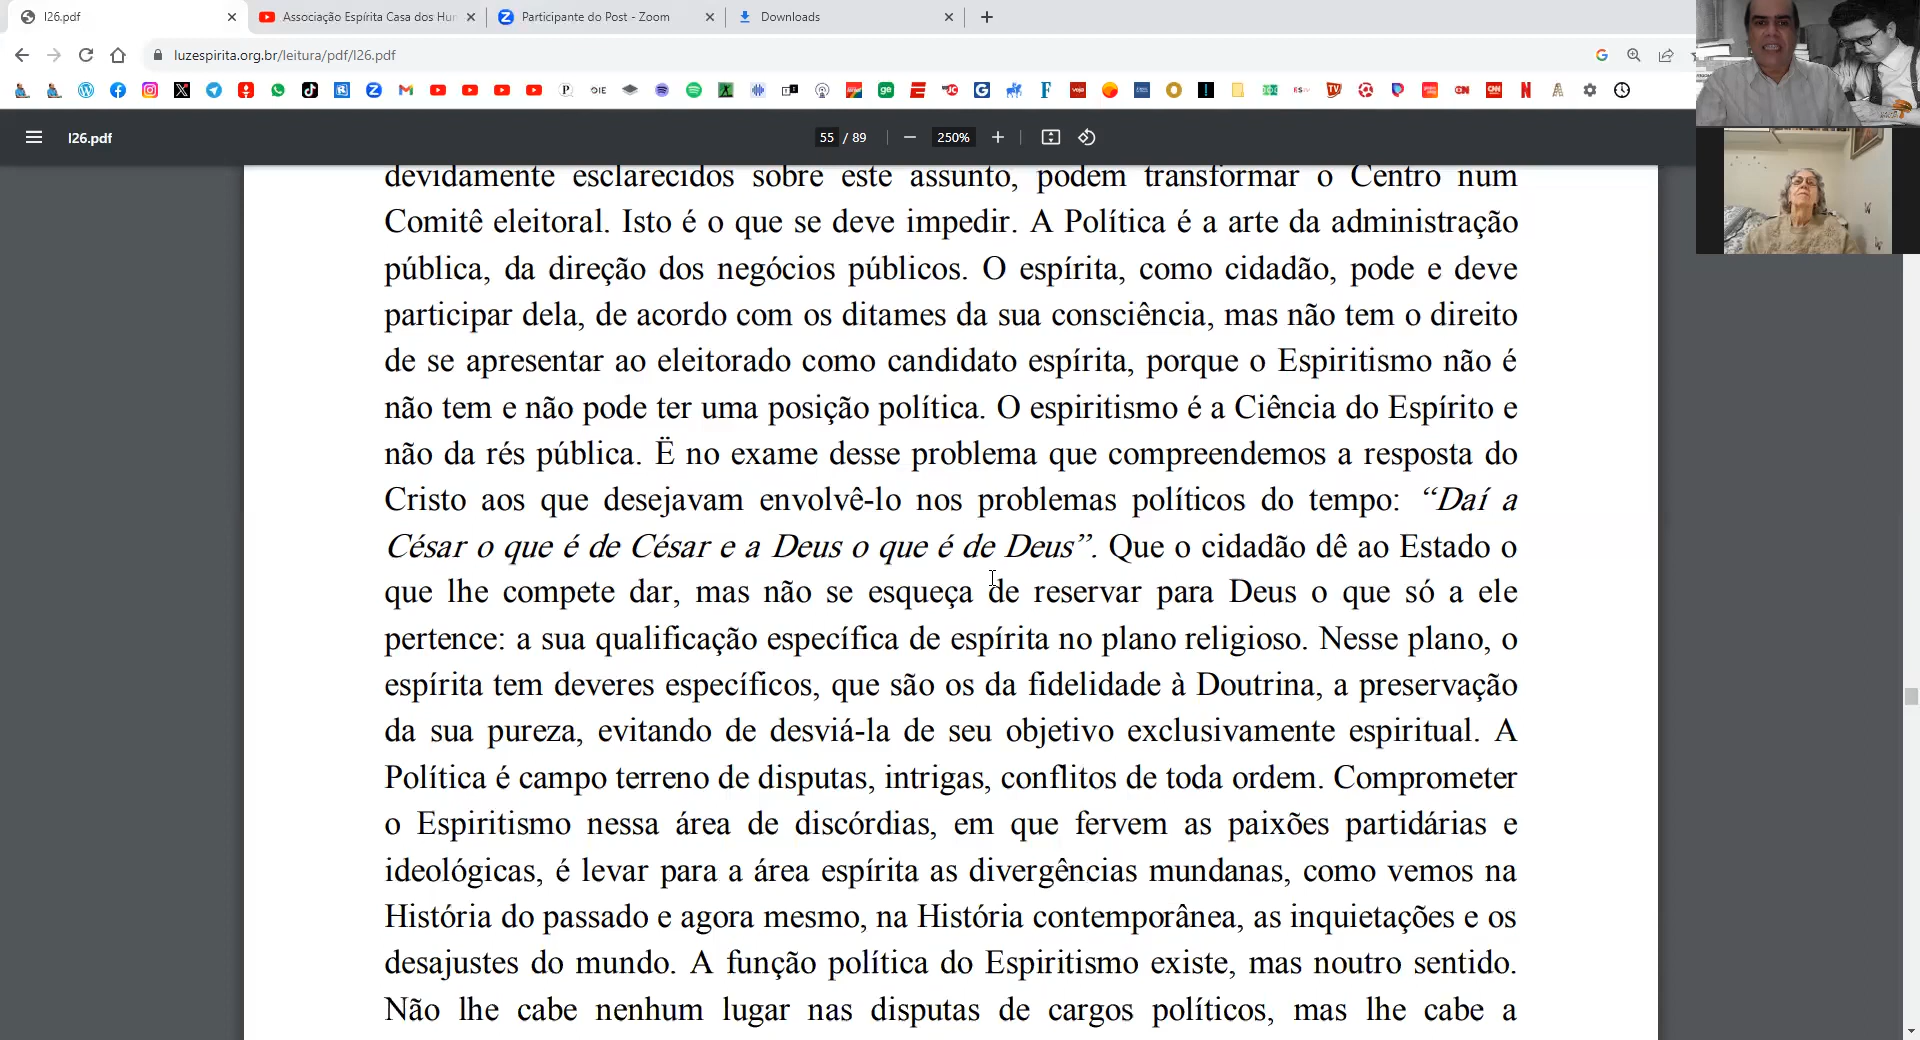 l26.pdf
Associação Espírita Casa dos Hu
Participante do Post - Zoom
Downloads
luzespirita.org.br/leitura/pdf/l26.pdf
l26.pdf
55 / 89
250%
devidamente esclarecidos sobre este assunto, podem transformar o Centro num
Comitê eleitoral. Isto é o que se deve impedir. A Política é a arte da administração
pública, da direção dos negócios públicos. O espírita, como cidadão, pode e deve
participar dela, de acordo com os ditames da sua consciência, mas não tem o direito
de se apresentar ao eleitorado como candidato espírita, porque o Espiritismo não é
não tem e não pode ter uma posição política. O espiritismo é a Ciência do Espírito e
não da rés pública. Ë no exame desse problema que compreendemos a resposta do
Cristo aos que desejavam envolvê-lo nos problemas políticos do tempo: “Daí a
César o que é de César e a Deus o que é de Deus”. Que o cidadão dê ao Estado o
que lhe compete dar, mas não se esqueça de reservar para Deus o que só a ele
pertence: a sua qualificação específica de espírita no plano religioso. Nesse plano, o
espírita tem deveres específicos, que são os da fidelidade à Doutrina, a preservação
da sua pureza, evitando de desviá-la de seu objetivo exclusivamente espiritual. A
Política é campo terreno de disputas, intrigas, conflitos de toda ordem. Comprometer
o Espiritismo nessa área de discórdias, em que fervem as paixões partidárias e
ideológicas, é levar para a área espírita as divergências mundanas, como vemos na
História do passado e agora mesmo, na História contemporânea, as inquietações e os
desajustes do mundo. A função política do Espiritismo existe, mas noutro sentido.
Não lhe cabe nenhum lugar nas disputas de cargos políticos, mas lhe cabe a